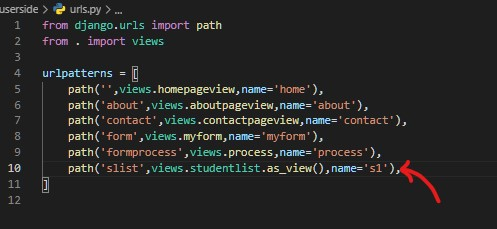 userside > urls.py > ...
1 from django.urls import path
2 from . import views
3
4 urlpatterns = [
5 path('',views.homepageview,name='home'),
6 path('about',views.aboutpageview,name='about'),
7 path('contact',views.contactpageview,name='contact'),
8 path('form',views.myform,name='myform'),
9 path('formprocess',views.process,name='process'),
10 path('slist',views.studentlist.as_view(),name='s1'),
11 ]
12